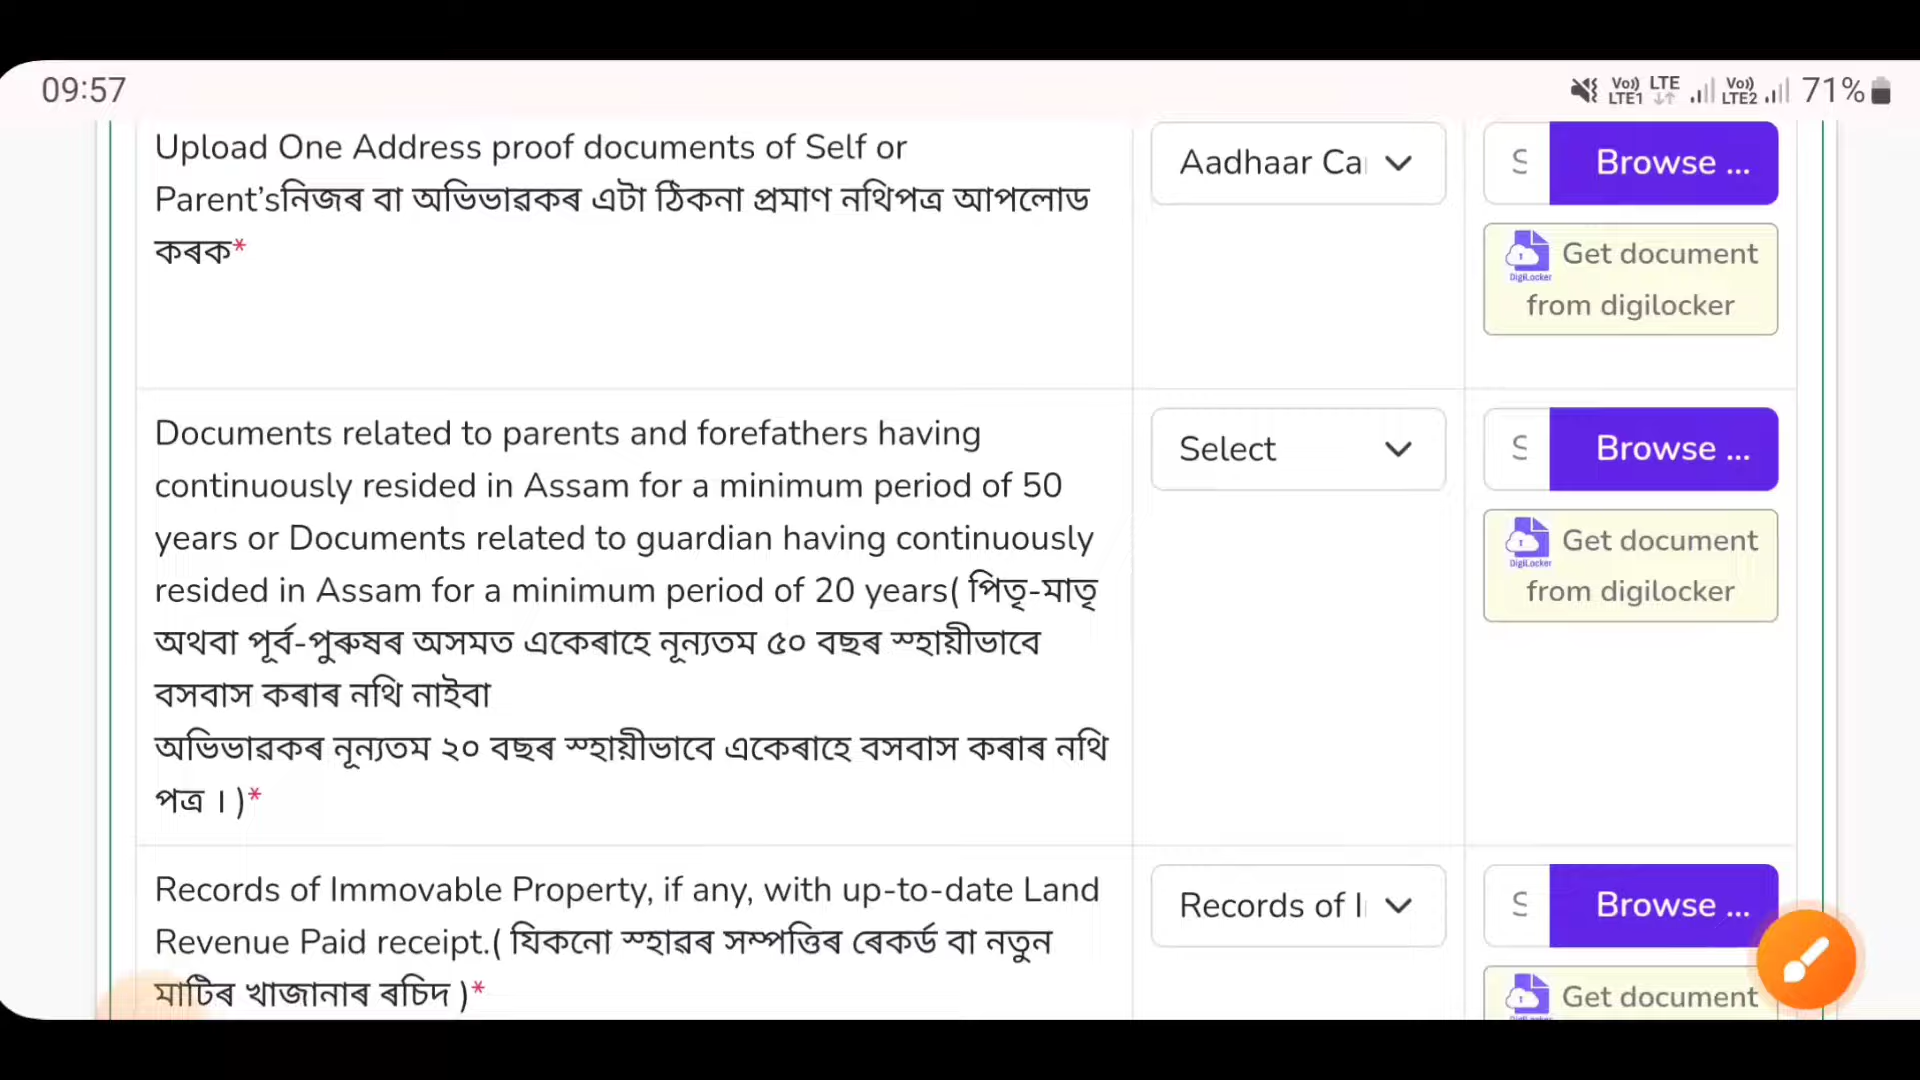 09:57
Vo)) LTE1 LTE Vo)) LTE2 71%
Upload One Address proof documents of Self or
Parent’sনিজৰ বা অভিভাৱকৰ এটা ঠিকনা প্ৰমাণ নথিপত্ৰ আপলোড
কৰক*
Aadhaar Ca
S
Browse ...
DigiLocker
Get document
from digilocker
Documents related to parents and forefathers having
continuously resided in Assam for a minimum period of 50
years or Documents related to guardian having continuously
resided in Assam for a minimum period of 20 years( পিতৃ-মাতৃ
অথবা পূৰ্ব-পুৰুষৰ অসমত একেৰাহে নূন্যতম ৫০ বছৰ স্হায়ীভাবে
বসবাস কৰাৰ নথি নাইবা
অভিভাৱকৰ নূন্যতম ২০ বছৰ স্হায়ীভাবে একেৰাহে বসবাস কৰাৰ নথি
পত্ৰ । )*
Select
S
Browse ...
DigiLocker
Get document
from digilocker
Records of Immovable Property, if any, with up-to-date Land
Revenue Paid receipt.( যিকনো স্হাৱৰ সম্পত্তিৰ ৰেকৰ্ড বা নতুন
মাটিৰ খাজানাৰ ৰচিদ )*
Records of I
S
Browse ...
DigiLocker
Get document